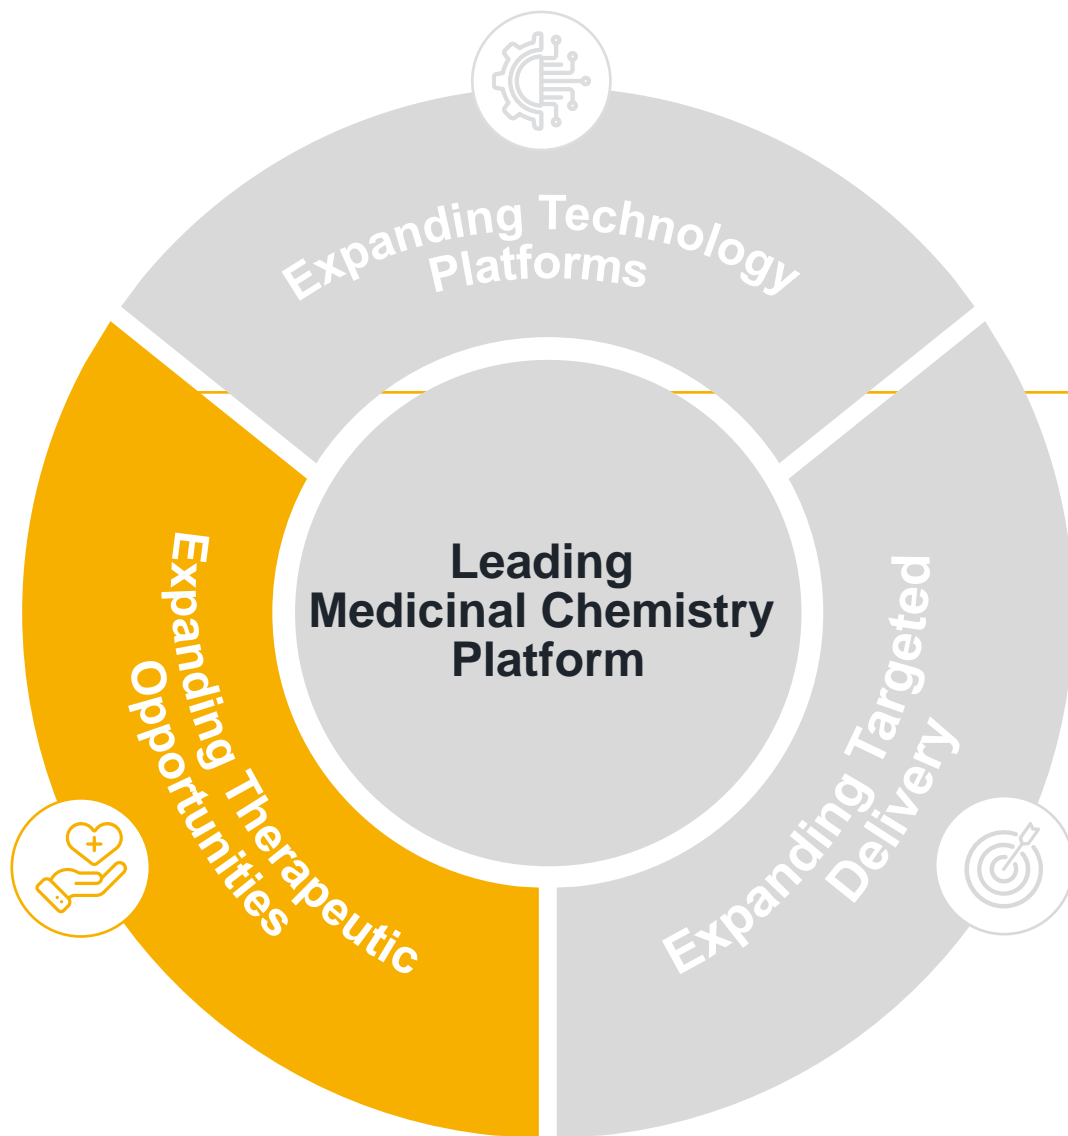 Expanding Technology
Platforms
Leading
Medicinal Chemistry
Platform
Expanding Therapeutic
Opportunities
Expanding Targeted
Delivery